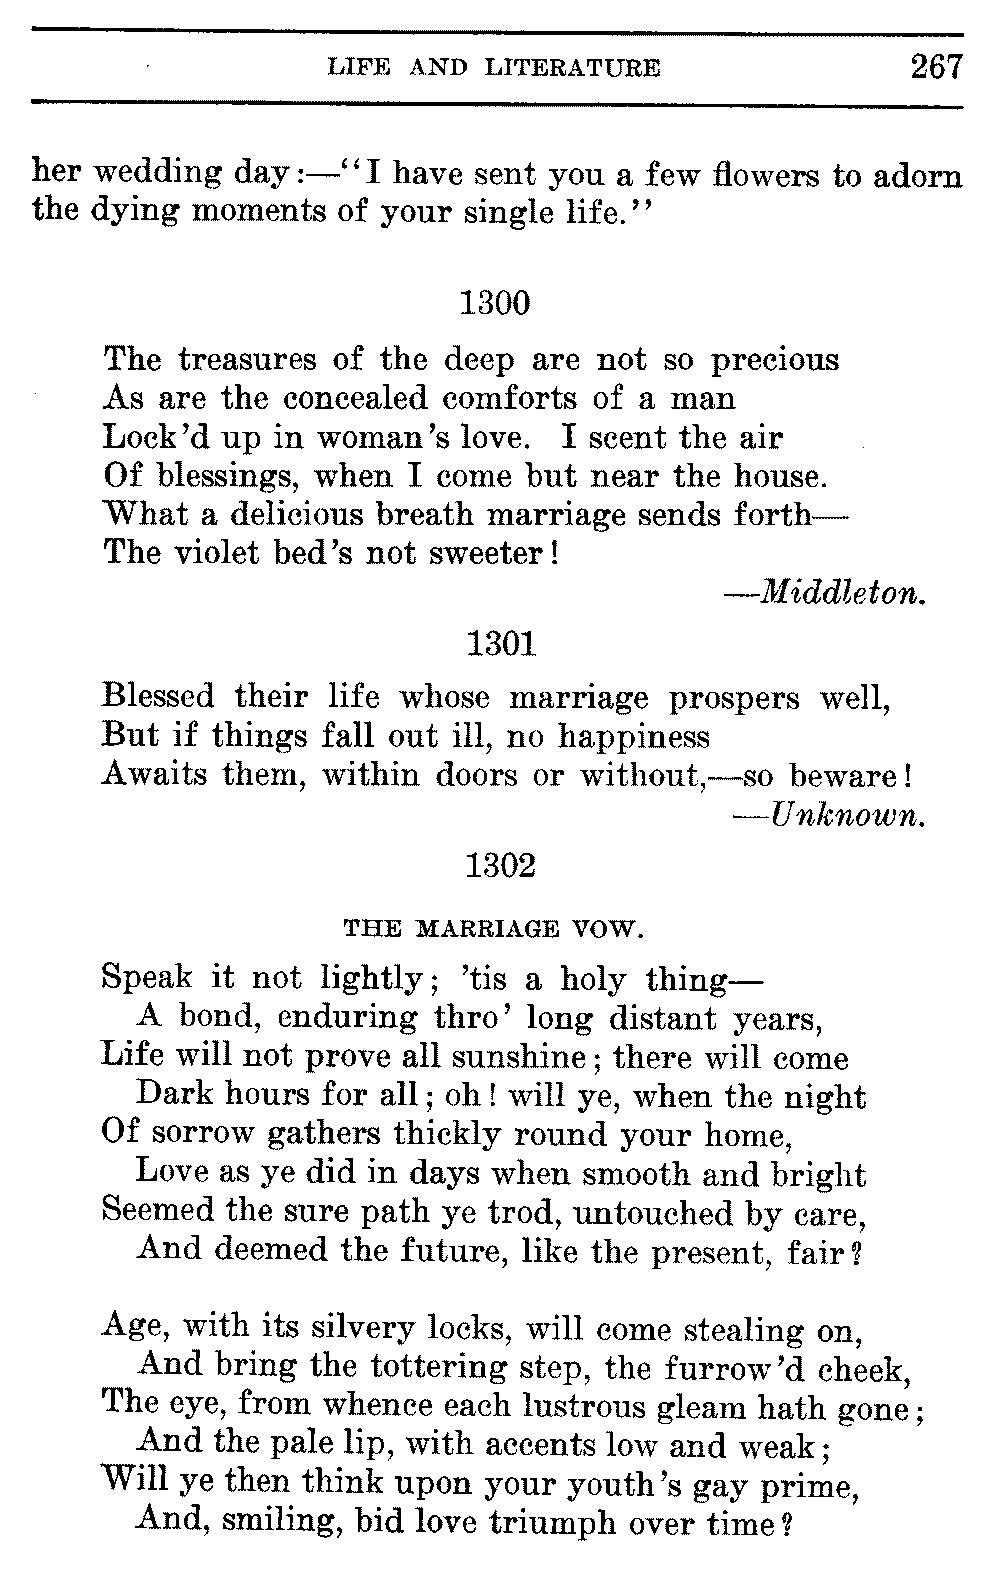 LIFE AND LITERATURE 267
her wedding day:—"I have sent you a few flowers to adorn
the dying moments of your single life."
1300
The treasures of the deep are not so precious
As are the concealed comforts of a man
Lock'd up in woman's love. I scent the air
Of blessings, when I come but near the house.
What a delicious breath marriage sends forth—
The violet bed's not sweeter!
—Middleton.
1301
Blessed their life whose marriage prospers well,
But if things fall out ill, no happiness
Awaits them, within doors or without,—so beware!
—Unknown.
1302
THE MARRIAGE VOW.
Speak it not lightly; 'tis a holy thing—
A bond, enduring thro' long distant years,
Life will not prove all sunshine; there will come
Dark hours for all; oh! will ye, when the night
Of sorrow gathers thickly round your home,
Love as ye did in days when smooth and bright
Seemed the sure path ye trod, untouched by care,
And deemed the future, like the present, fair?
Age, with its silvery locks, will come stealing on,
And bring the tottering step, the furrow'd cheek,
The eye, from whence each lustrous gleam hath gone;
And the pale lip, with accents low and weak;
Will ye then think upon your youth's gay prime,
And, smiling, bid love triumph over time?